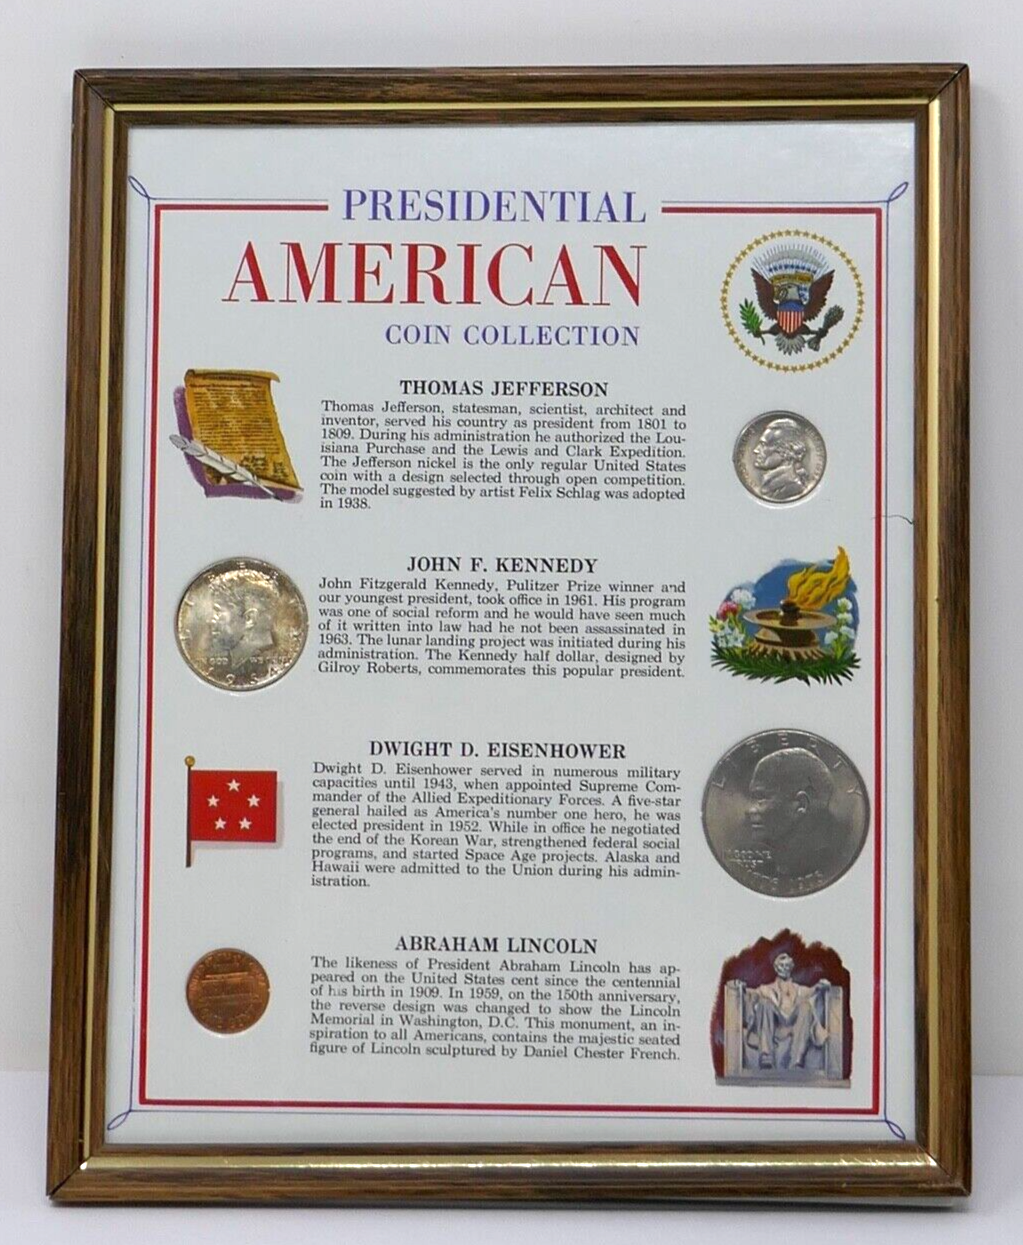 PRESIDENTIAL
AMERICAN
COIN COLLECTION
THOMAS JEFFERSON
Thomas Jefferson, statesman, scientist, architect and
inventor, served his country as president from 1801 to
1809. During his administration he authorized the Lou-
isiana Purchase and the Lewis and Clark Expedition.
The Jefferson nickel is the only regular United States
coin with a design selected through open competition.
The model suggested by artist Felix Schlag was adopted
in 1938.
JOHN F. KENNEDY
John Fitzgerald Kennedy, Pulitzer Prize winner and
our youngest president, took office in 1961. His program
was one of social reform and he would have seen much
of it written into law had he not been assassinated in
1963. The lunar landing project was initiated during his
administration. The Kennedy half dollar, designed by
Gilroy Roberts, commemorates this popular president.
DWIGHT D. EISENHOWER
Dwight D. Eisenhower served in numerous military
capacities until 1943, when appointed Supreme Com-
mander of the Allied Expeditionary Forces. A five-star
general hailed as America's number one hero, he was
elected president in 1952. While in office he negotiated
the end of the Korean War, strengthened federal social
programs, and started Space Age projects. Alaska and
Hawaii were admitted to the Union during his admin-
istration.
LIBERTY
1776-1976
ABRAHAM LINCOLN
The likeness of President Abraham Lincoln has ap-
peared on the United States cent since the centennial
of his birth in 1909. In 1959, on the 150th anniversary,
the reverse design was changed to show the Lincoln
Memorial in Washington, D.C. This monument, an in-
spiration to all Americans, contains the majestic seated
figure of Lincoln sculptured by Daniel Chester French.